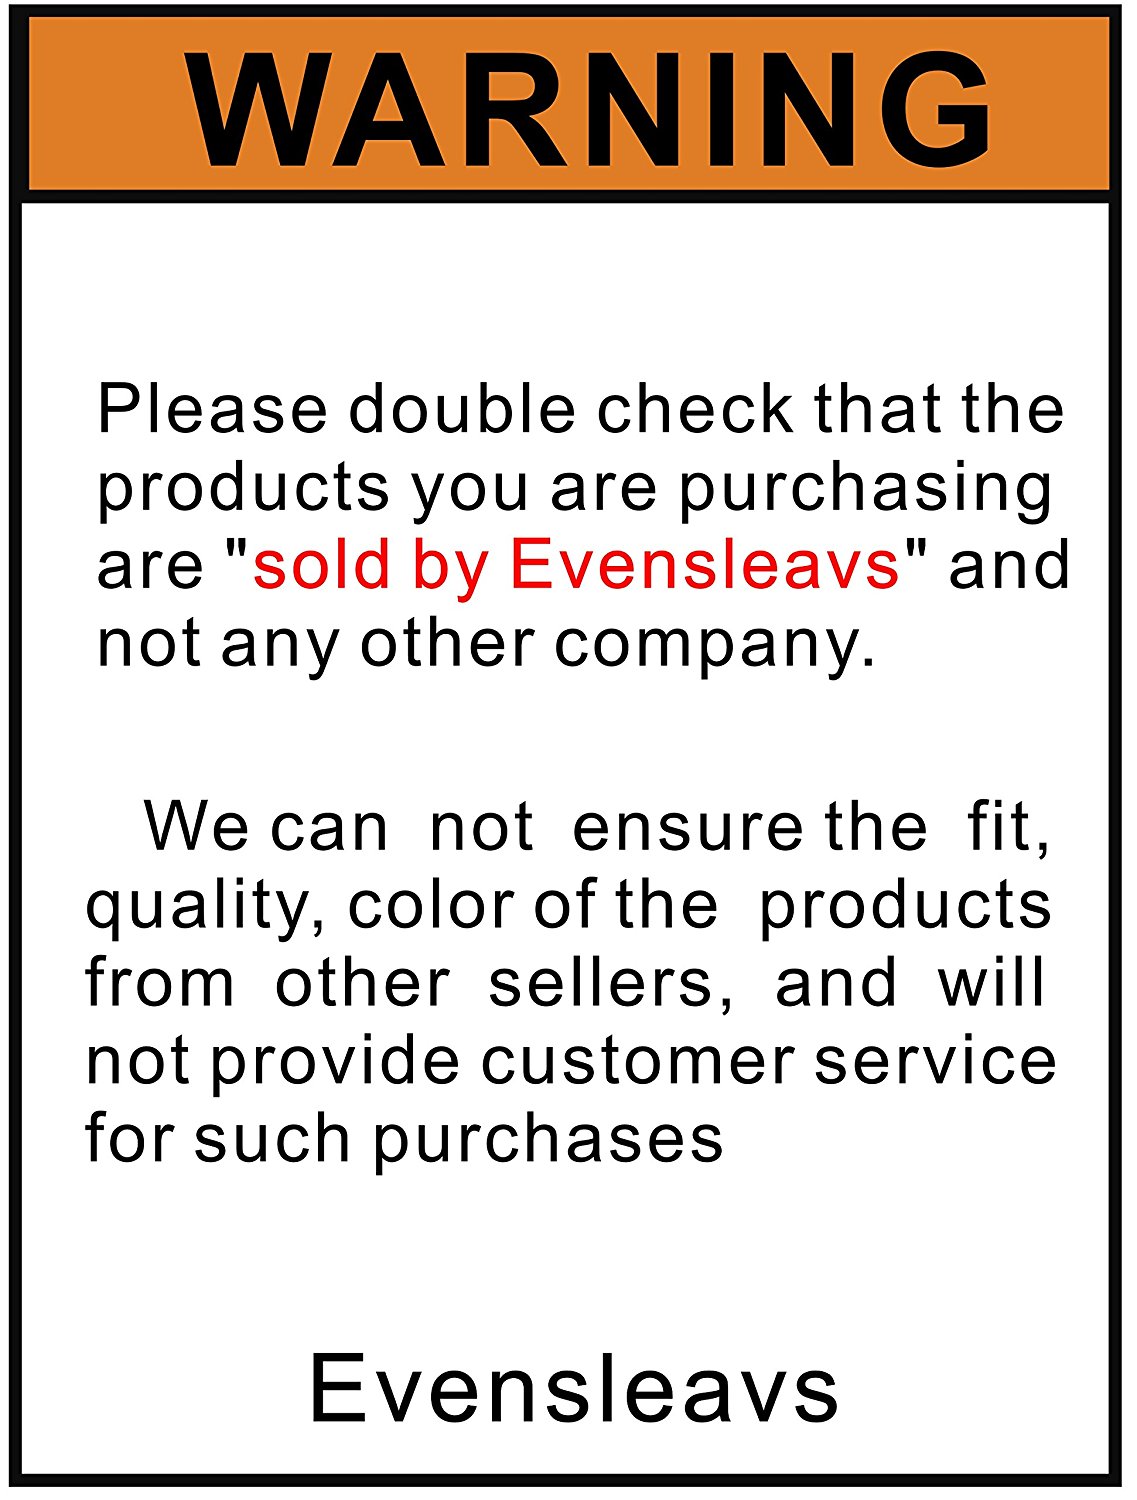 WARNING
Please double check that the
products you are purchasing
are "sold by Evensleavs" and
not any other company.
We can not ensure the fit,
quality, color of the products
from other sellers, and will
not provide customer service
for such purchases
Evensleavs